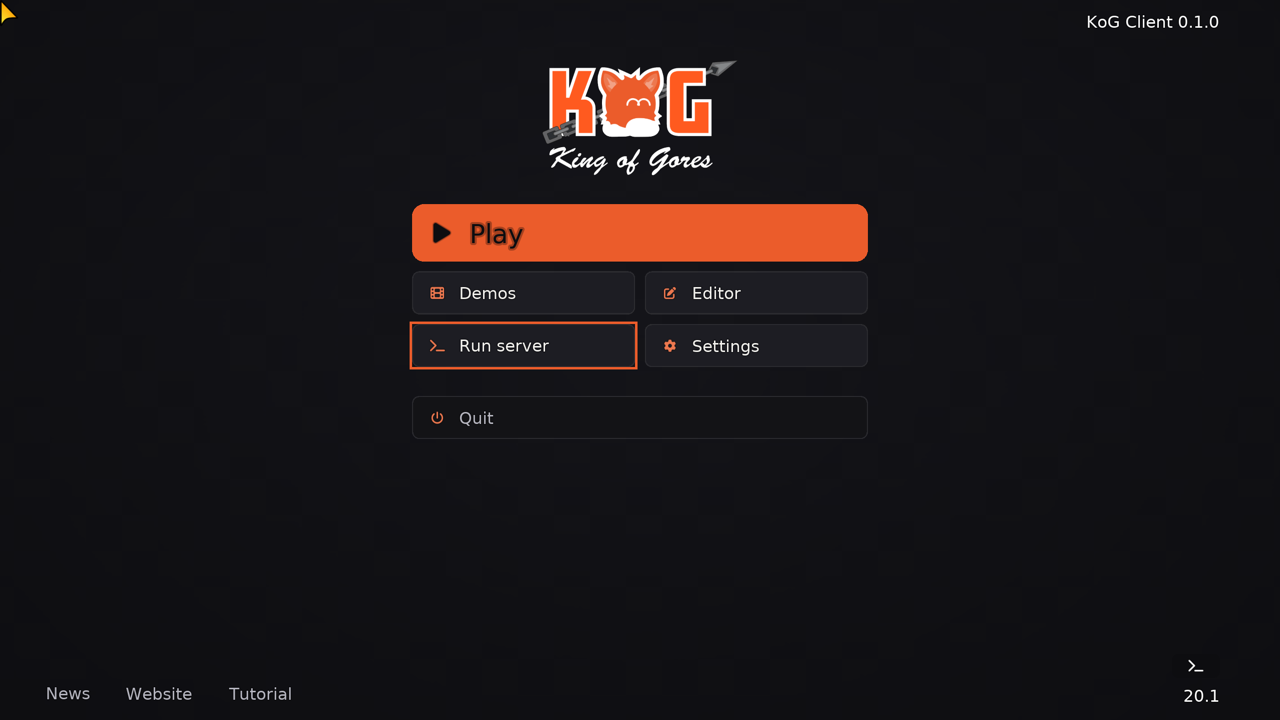 KoG Client 0.1.0
KoG
King of Gores
Play
Demos
Editor
Run server
Settings
Quit
News
Website
Tutorial
20.1